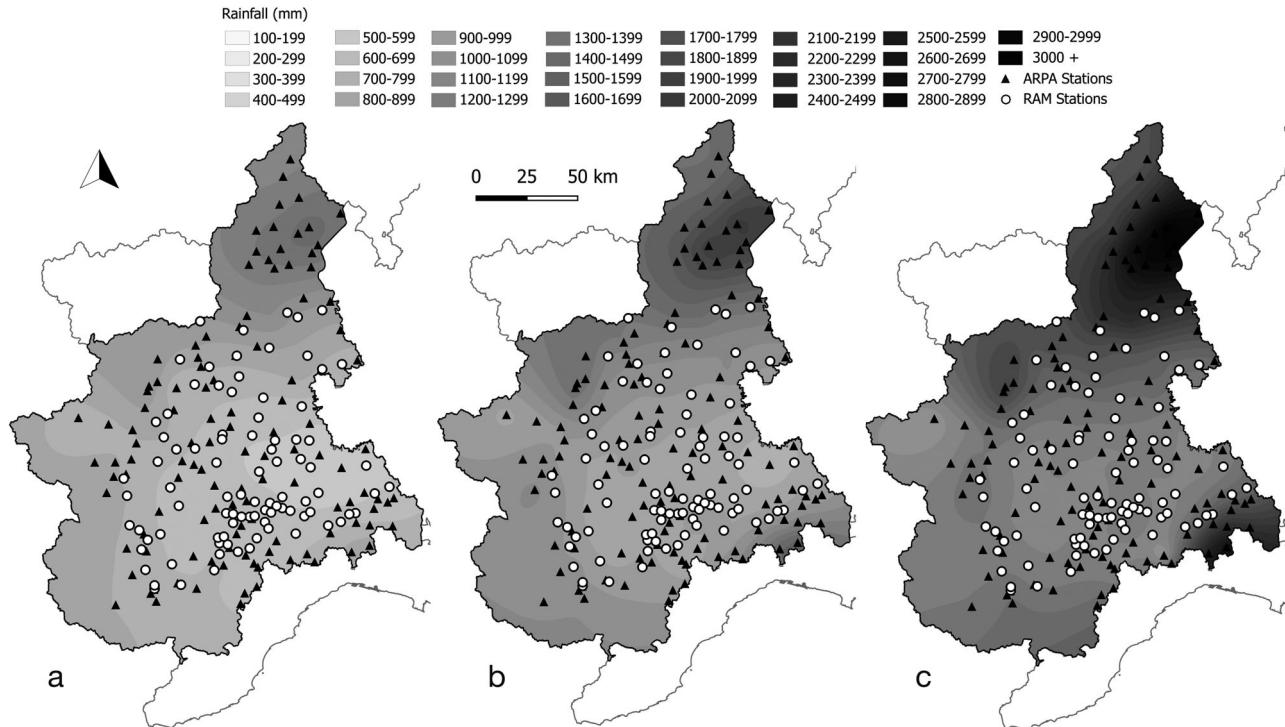 Rainfall (mm)
100-199 500-599 900-999 1300-1399 1700-1799 2100-2199 2500-2599 2900-2999
200-299 600-699 1000-1099 1400-1499 1800-1899 2200-2299 2600-2699 3000 +
300-399 700-799 1100-1199 1500-1599 1900-1999 2300-2399 2700-2799 ARPA Stations
400-499 800-899 1200-1299 1600-1699 2000-2099 2400-2499 2800-2899 RAM Stations
0 25 50 km
a b c